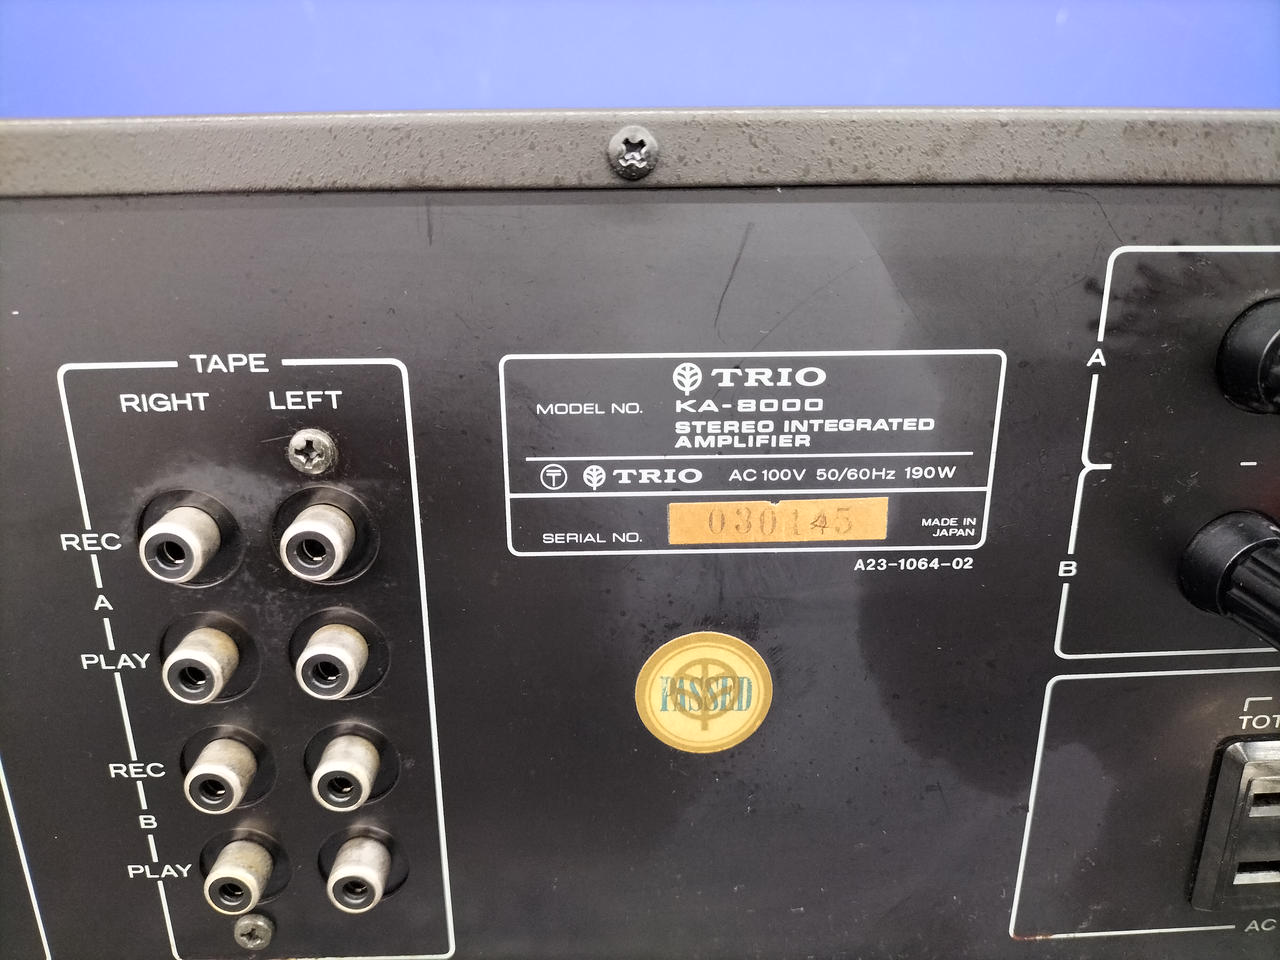 TAPE
RIGHT LEFT
REC
A
PLAY
REC
B
PLAY
TRIO
MODEL NO. KA-8000
STEREO INTEGRATED
AMPLIFIER
TRIO AC 100V 50/60Hz 190W
SERIAL NO. 030145
MADE IN
JAPAN
A23-1064-02
PASSED
A
–
B
TOT
AC